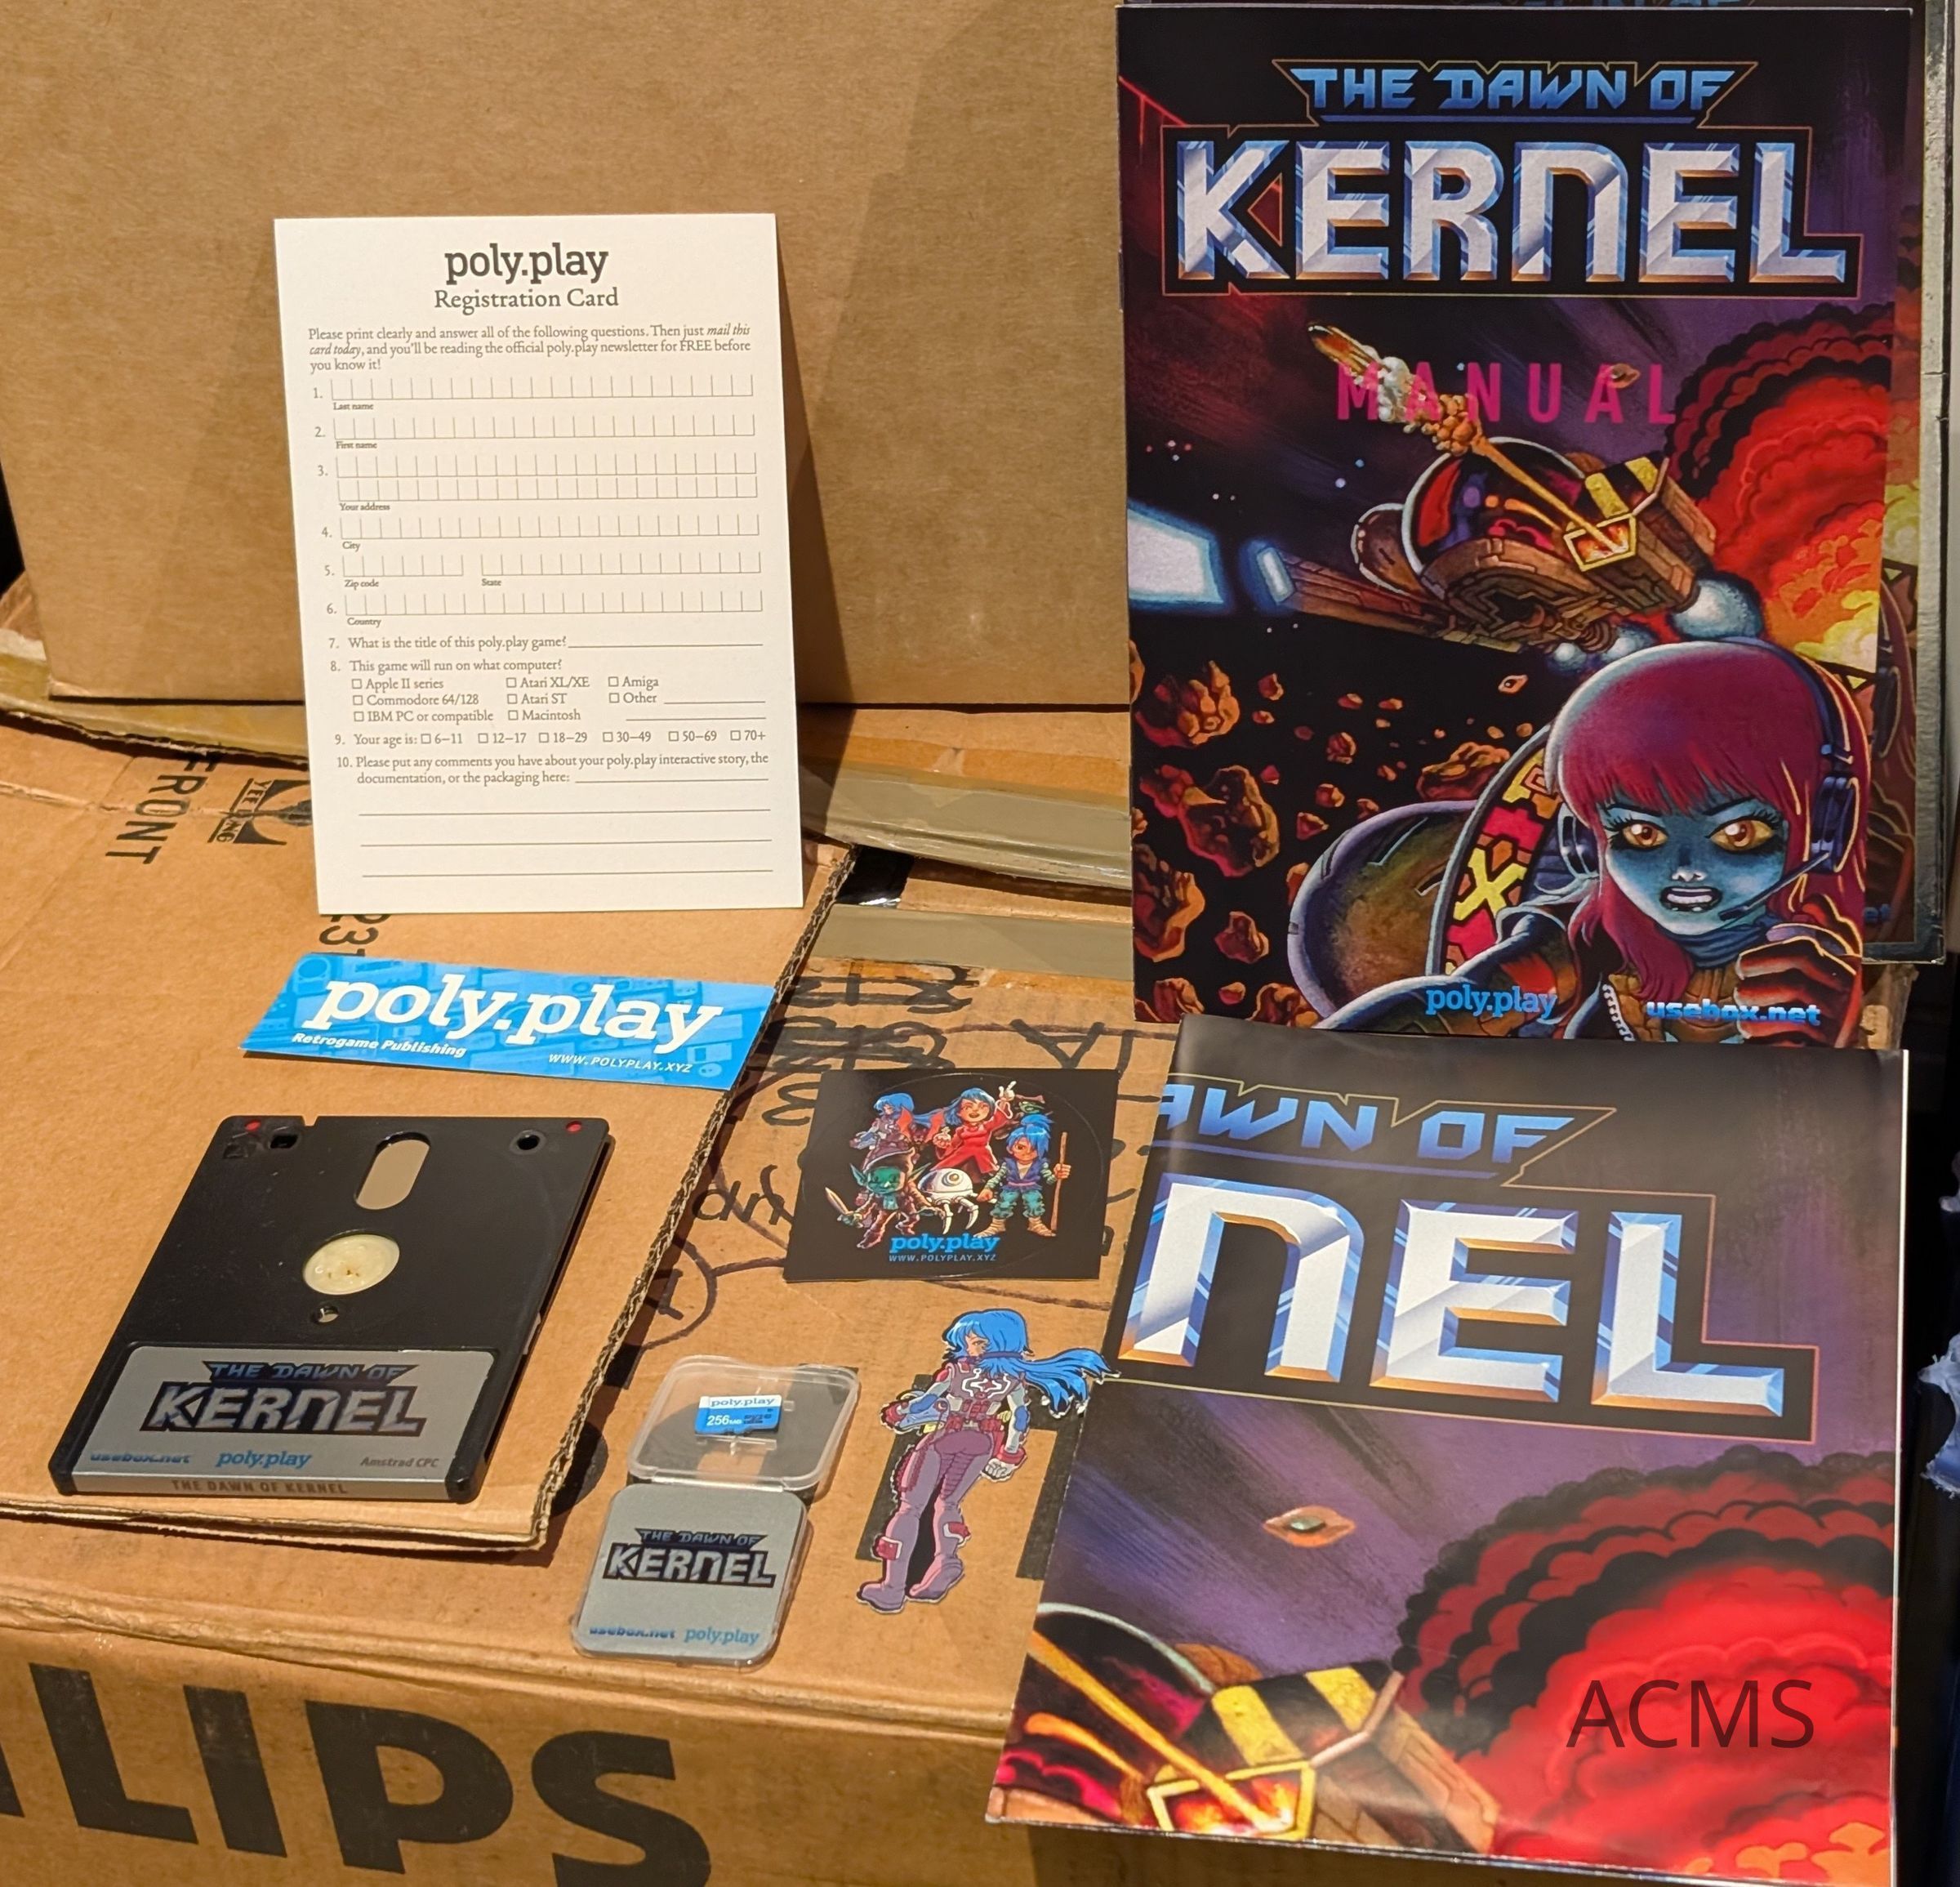 THE DAWN OF
KERNEL
MANUAL
poly.play
usebox.net
poly.play
Registration Card
Please print clearly and answer all of the following questions. Then just mail this
card today, and you'll be reading the official poly.play newsletter for FREE before
you know it!
1.
Last name
2.
First name
3.
Your address
4.
City
5.
Zip code State
6.
Country
7. What is the title of this poly.play game?
8. This game will run on what computer?
Apple II series Atari XL/XE Amiga
Commodore 64/128 Atari ST Other
IBM PC or compatible Macintosh
9. Your age is: 6–11 12–17 18–29 30–49 50–69 70+
10. Please put any comments you have about your poly.play interactive story, the
documentation, or the packaging here:
FRONT
poly.play
Retrogame Publishing
WWW.POLYPLAY.XYZ
poly.play
WWW.POLYPLAY.XYZ
AWN OF
NEL
THE DAWN OF
KERNEL
usebox.net poly.play Amstrad CPC
THE DAWN OF KERNEL
poly.play
256MB
THE DAWN OF
KERNEL
usebox.net poly.play
LIPS
ACMS